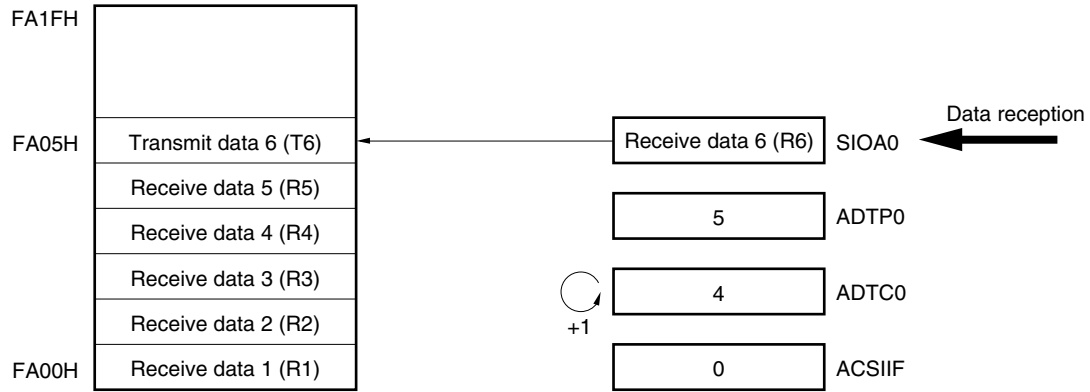 FA1FH
FA05H
Transmit data 6 (T6)
Receive data 6 (R6)
SIOA0
Data reception
Receive data 5 (R5)
5
ADTP0
Receive data 4 (R4)
Receive data 3 (R3)
4
ADTC0
+1
Receive data 2 (R2)
FA00H
Receive data 1 (R1)
0
ACSIIF